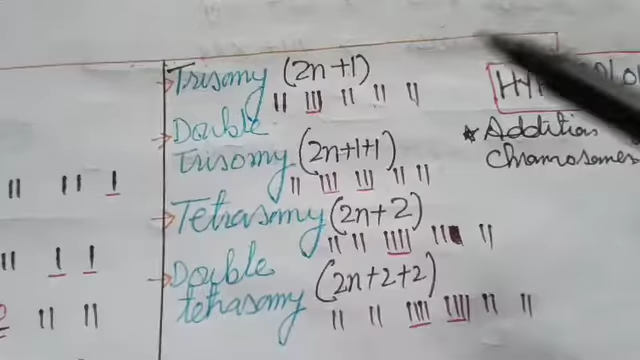 Trisomy (2n+1)
Double
Trisomy (2n+1+1)
Tetrasomy (2n+2)
Double
tetrasomy (2n+2+2)
* Addition
chromosomes